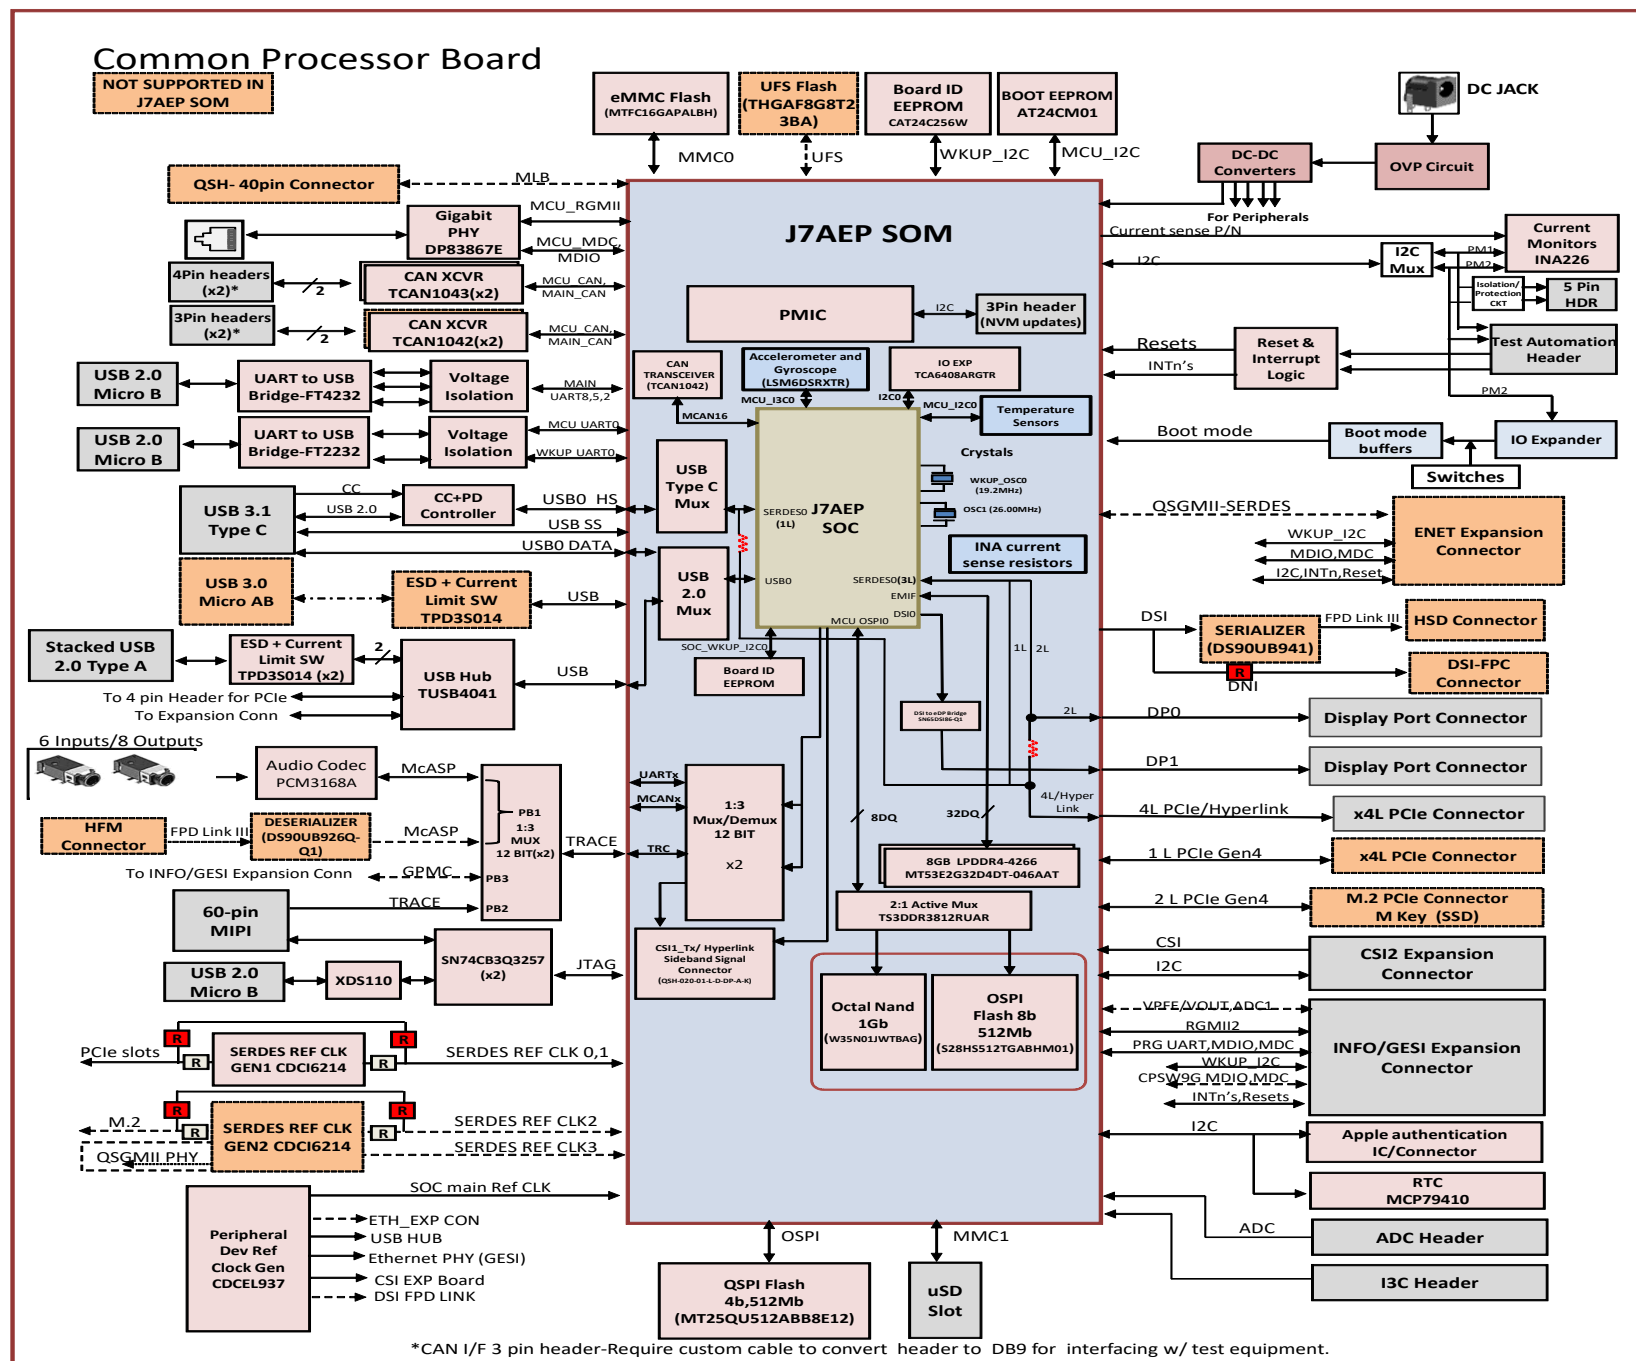 Common Processor Board
NOT SUPPORTED IN
J7AEP SOM
eMMC Flash
(MTFC16GAPALBH)
UFS Flash
(THGAF8G8T2
3BA)
Board ID
EEPROM
CAT24C256W
BOOT EEPROM
AT24CM01
DC JACK
MMC0
UFS
WKUP_I2C
MCU_I2C
DC-DC
Converters
OVP Circuit
For Peripherals
QSH- 40pin Connector
MLB
MCU_RGMII
Gigabit
PHY
DP83867E
MCU_MDC,
MDIO
4Pin headers
(x2)*
2
CAN XCVR
TCAN1043(x2)
MCU_CAN,
MAIN_CAN
3Pin headers
(x2)*
2
CAN XCVR
TCAN1042(x2)
MCU_CAN,
MAIN_CAN
USB 2.0
Micro B
UART to USB
Bridge-FT4232
Voltage
Isolation
MAIN
UART8,5,2
USB 2.0
Micro B
UART to USB
Bridge-FT2232
Voltage
Isolation
MCU UART0
WKUP UART0
USB 3.1
Type C
CC
USB 2.0
CC+PD
Controller
USB0 HS
USB SS
USB0 DATA
USB 3.0
Micro AB
ESD + Current
Limit SW
TPD3S014
USB
Stacked USB
2.0 Type A
ESD + Current
Limit SW
TPD3S014 (x2)
2
USB Hub
TUSB4041
USB
To 4 pin Header for PCIe
To Expansion Conn
6 Inputs/8 Outputs
Audio Codec
PCM3168A
McASP
HFM
Connector
FPD Link III
DESERIALIZER
(DS90UB926Q-
Q1)
McASP
PB1
1:3
MUX
12 BIT(x2)
PB3
PB2
TRACE
To INFO/GESI Expansion Conn
GPMC
60-pin
MIPI
TRACE
USB 2.0
Micro B
XDS110
SN74CB3Q3257
(x2)
JTAG
R
R
PCIe slots
R
SERDES REF CLK
GEN1 CDCI6214
R
SERDES REF CLK 0,1
R
R
M.2
R
SERDES REF CLK
GEN2 CDCI6214
R
SERDES REF CLK2
SERDES REF CLK3
QSGMII PHY
Peripheral
Dev Ref
Clock Gen
CDCEL937
SOC main Ref CLK
ETH_EXP CON
USB HUB
Ethernet PHY (GESI)
CSI EXP Board
DSI FPD LINK
J7AEP SOM
PMIC
I2C
3Pin header
(NVM updates)
CAN
TRANSCEIVER
(TCAN1042)
Accelerometer and
Gyroscope
(LSM6DSRXTR)
IO EXP
TCA6408ARGTR
MCU_I3C0
I2C0
MCU_I2C0
MCAN16
Temperature
Sensors
Crystals
WKUP_OSC0
(19.2MHz)
OSC1 (26.00MHz)
USB
Type C
Mux
SERDES0
(1L)
J7AEP
SOC
INA current
sense resistors
USB
2.0
Mux
USB0
SERDES0(3L)
EMIF
DSI0
MCU OSPI0
SOC_WKUP_I2C0
Board ID
EEPROM
1L
2L
DSI to eDP Bridge
SN65DSI86-Q1
2L
UARTx
MCANx
TRC
1:3
Mux/Demux
12 BIT
x2
8DQ
32DQ
4L/Hyper
Link
8GB LPDDR4-4266
MT53E2G32D4DT-046AAT
2:1 Active Mux
TS3DDR3812RUAR
CSI1_Tx/ Hyperlink
Sideband Signal
Connector
(QSH-020-01-L-D-DP-A-K)
Octal Nand
1Gb
(W35N01JWTBAG)
OSPI
Flash 8b
512Mb
(S28HS512TGABHM01)
OSPI
MMC1
QSPI Flash
4b,512Mb
(MT25QU512ABB8E12)
uSD
Slot
Current sense P/N
I2C
I2C
Mux
PM1
PM2
Current
Monitors
INA226
Isolation/
Protection
CKT
5 Pin
HDR
Resets
INTn's
Reset &
Interrupt
Logic
Test Automation
Header
PM2
Boot mode
Boot mode
buffers
IO Expander
Switches
QSGMII-SERDES
WKUP_I2C
MDIO,MDC
I2C,INTn,Reset
ENET Expansion
Connector
DSI
SERIALIZER
(DS90UB941)
FPD Link III
HSD Connector
R
DNI
DSI-FPC
Connector
DP0
Display Port Connector
DP1
Display Port Connector
4L PCIe/Hyperlink
x4L PCIe Connector
1 L PCIe Gen4
x4L PCIe Connector
2 L PCIe Gen4
M.2 PCIe Connector
M Key (SSD)
CSI
I2C
CSI2 Expansion
Connector
VPFE/VOUT,ADC1
RGMII2
PRG UART,MDIO,MDC
WKUP_I2C
CPSW9G MDIO,MDC
INTn's,Resets
INFO/GESI Expansion
Connector
I2C
Apple authentication
IC/Connector
RTC
MCP79410
ADC
ADC Header
I3C Header
*CAN I/F 3 pin header-Require custom cable to convert header to DB9 for interfacing w/ test equipment.